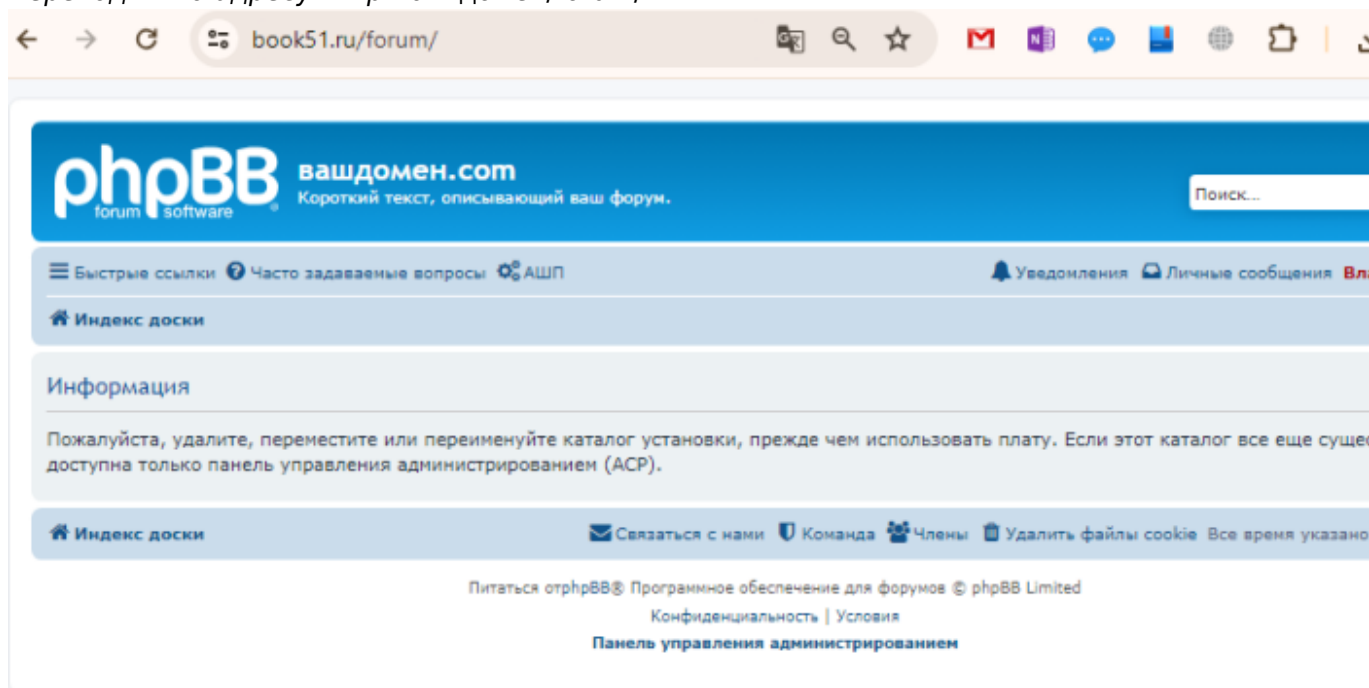 book51.ru/forum/
phpBB
forum software
вашдомен.com
Короткий текст, описывающий ваш форум.
Поиск...
Быстрые ссылки Часто задаваемые вопросы АШП Уведомления Личные сообщения
Индекс доски
Информация
Пожалуйста, удалите, переместите или переименуйте каталог установки, прежде чем использовать плату. Если этот каталог все еще
доступна только панель управления администрированием (ACP).
Индекс доски Связаться с нами Команда Члены Удалить файлы cookie Все время указано
Питаться отphpBB® Программное обеспечение для форумов © phpBB Limited
Конфиденциальность | Условия
Панель управления администрированием